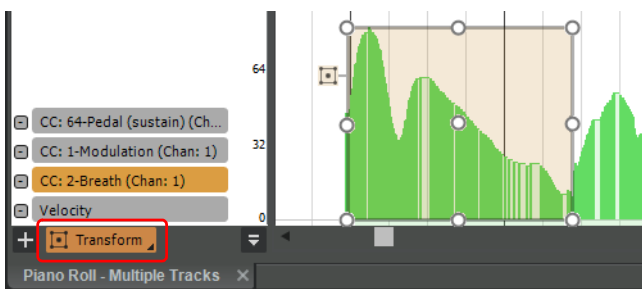 64
CC: 64-Pedal (sustain) (Ch...
CC: 1-Modulation (Chan: 1)
32
CC: 2-Breath (Chan: 1)
Velocity
0
Transform
Piano Roll - Multiple Tracks